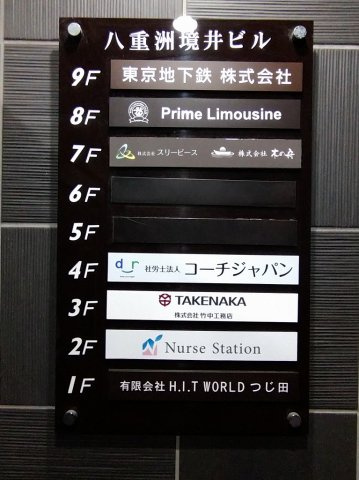 八重洲境井ビル
9F 東京地下鉄 株式会社
8F Prime Limousine
7F 株式会社 スリーピース 株式会社 木の舟
6F
5F
4F 社労士法人 コーチジャパン
3F TAKENAKA
株式会社 竹中工務店
2F Nurse Station
1F 有限会社 H.I.T WORLD つじ田